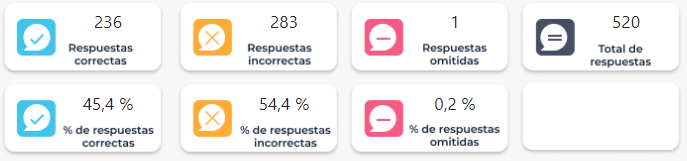 236
Respuestas
correctas
283
Respuestas
incorrectas
1
Respuestas
omitidas
520
Total de
respuestas
45,4 %
% de respuestas
correctas
54,4 %
% de respuestas
incorrectas
0,2 %
% de respuestas
omitidas